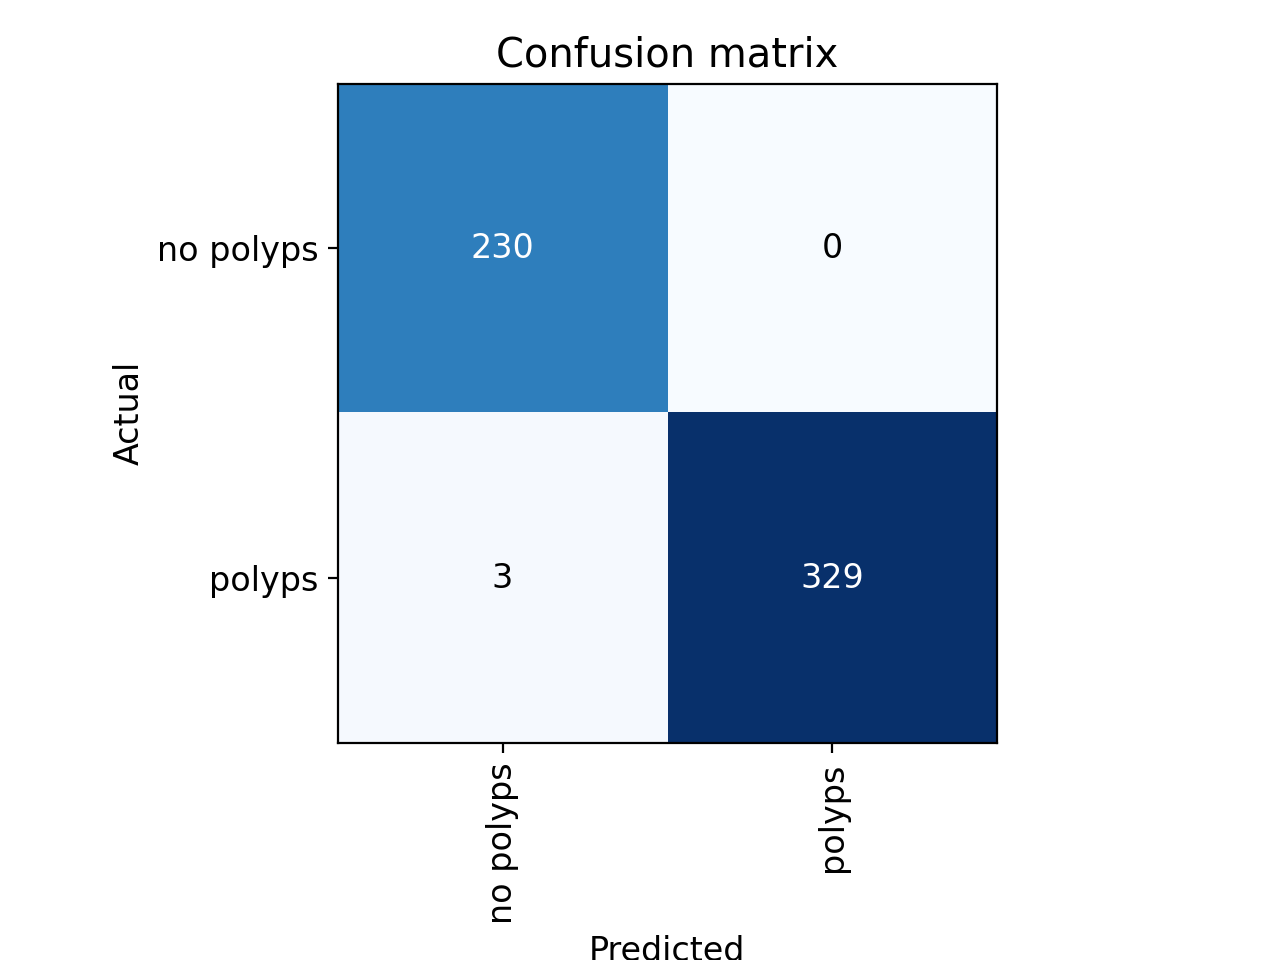 Confusion matrix
no polyps
230
0
Actual
polyps
3
329
no polyps
polyps
Predicted